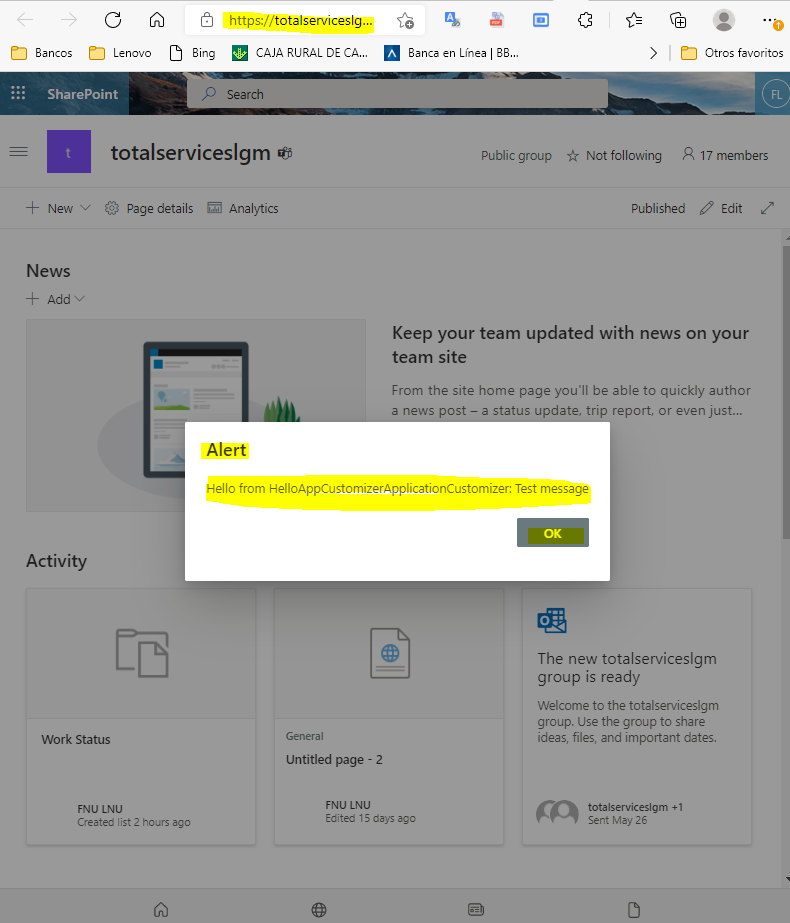 https://totalserviceslg...
Bancos Lenovo Bing CAJA RURAL DE CA... Banca en Línea | BB... Otros favoritos
SharePoint Search FL
t totalserviceslgm Public group Not following 17 members
New Page details Analytics Published Edit
News
Add
Keep your team updated with news on your
team site
From the site home page you'll be able to quickly author
a news post – a status update, trip report, or even just...
Alert
Hello from HelloAppCustomizerApplicationCustomizer: Test message
OK
Activity
Work Status
FNU LNU
Created list 2 hours ago
General
Untitled page - 2
FNU LNU
Edited 15 days ago
The new totalserviceslgm
group is ready
Welcome to the totalserviceslgm
group. Use the group to share
ideas, files, and important dates.
totalserviceslgm +1
Sent May 26